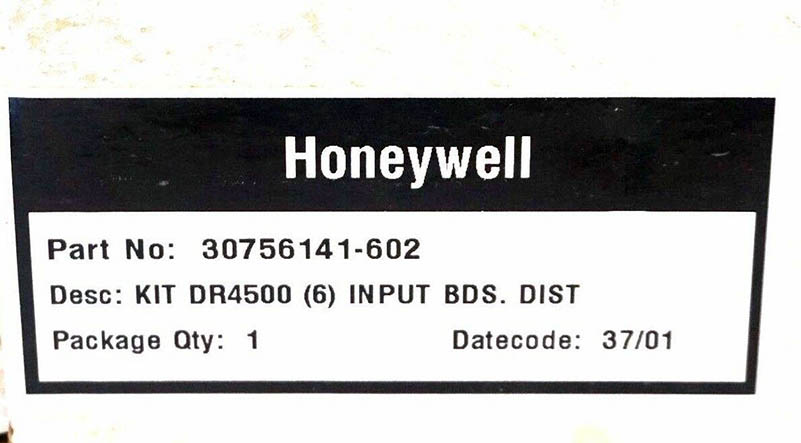 Honeywell
Part No: 30756141-602
Desc: KIT DR4500 (6) INPUT BDS. DIST
Package Qty: 1 Datecode: 37/01